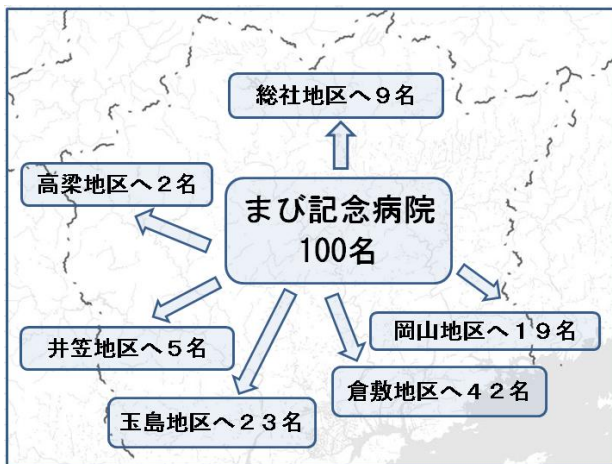 総社地区へ９名
高梁地区へ２名
まび記念病院
100名
井笠地区へ５名
岡山地区へ１９名
倉敷地区へ４２名
玉島地区へ２３名